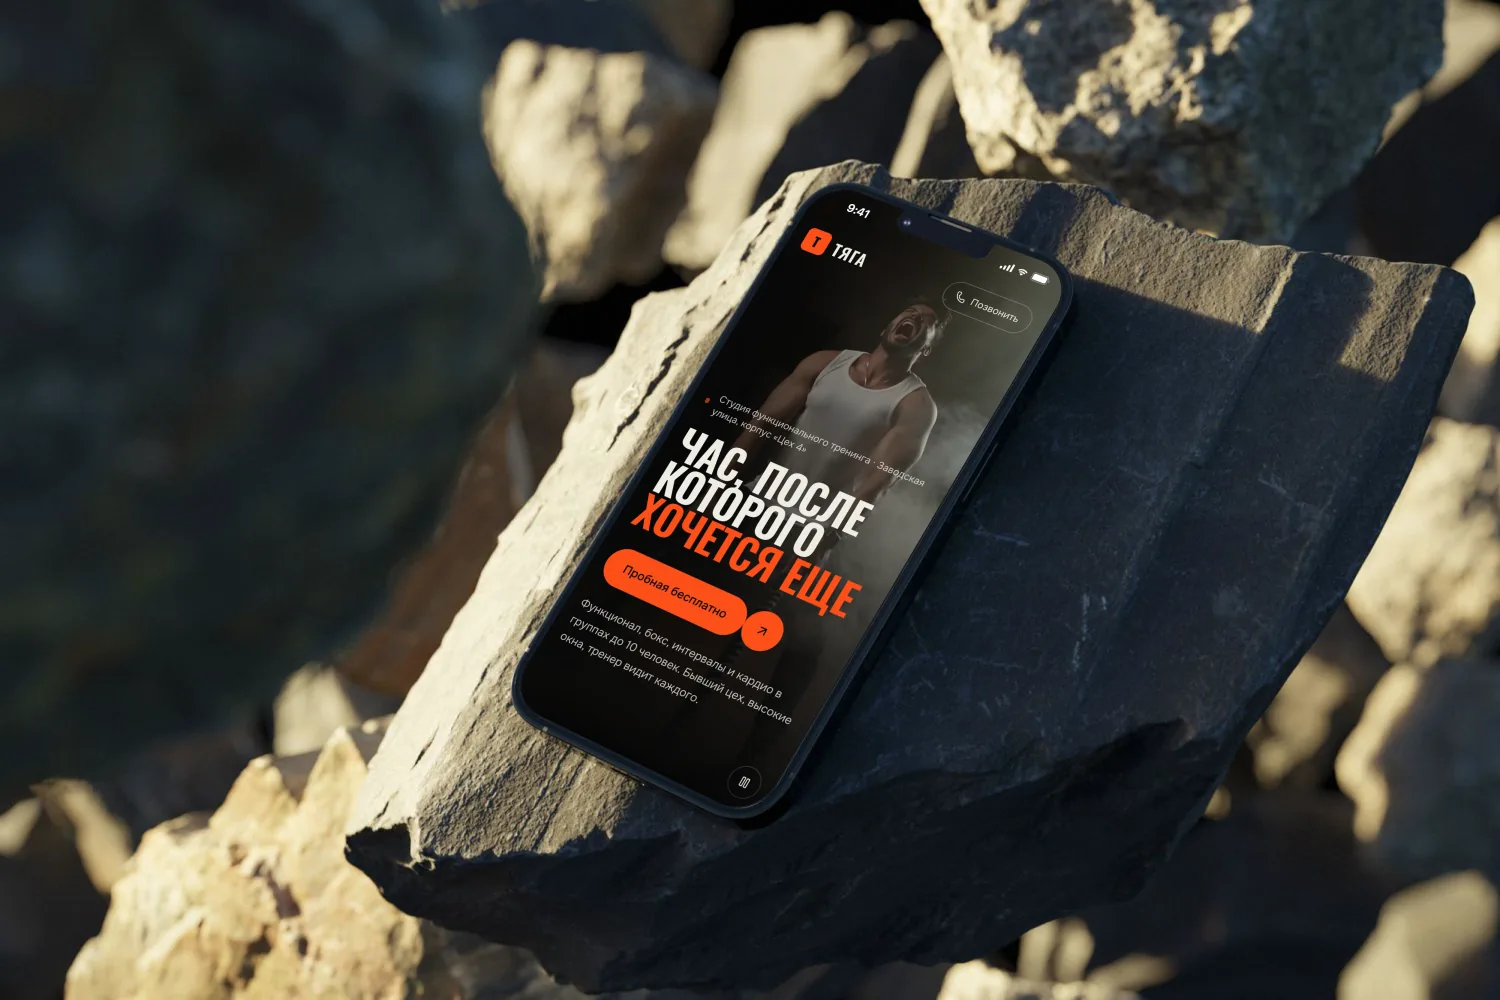 9:41
Т ТЯГА
Позвонить
Студия функционального тренинга · Заводская
улица, корпус «Цех 4»
ЧАС, ПОСЛЕ
КОТОРОГО
ХОЧЕТСЯ ЕЩЕ
Пробная бесплатно
Функционал, бокс, интервалы и кардио в
группах до 10 человек. Бывший цех, высокие
окна, тренер видит каждого.